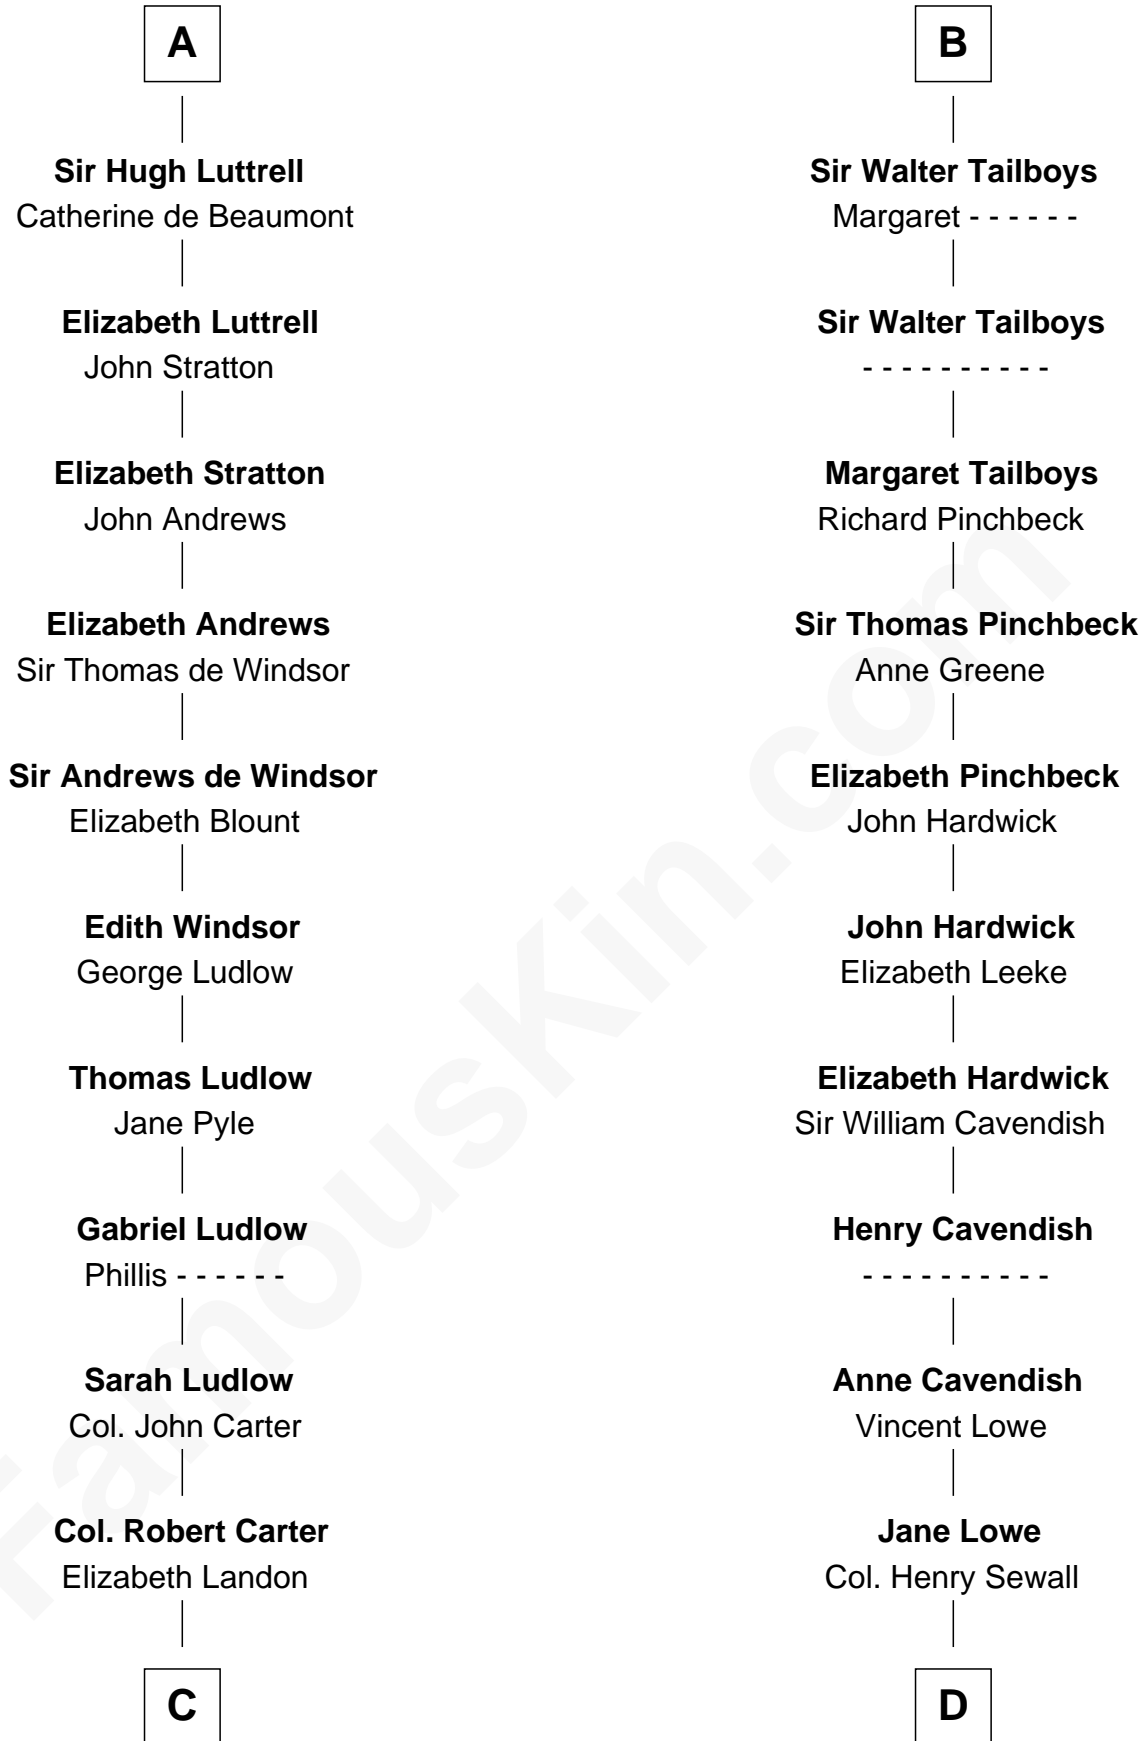 A
Sir Hugh Luttrell
Catherine de Beaumont
Elizabeth Luttrell
John Stratton
Elizabeth Stratton
John Andrews
Elizabeth Andrews
Sir Thomas de Windsor
Sir Andrews de Windsor
Elizabeth Blount
Edith Windsor
George Ludlow
Thomas Ludlow
Jane Pyle
Gabriel Ludlow
Phillis - - - - - -
Sarah Ludlow
Col. John Carter
Col. Robert Carter
Elizabeth Landon
C
B
Sir Walter Tailboys
Margaret - - - - - -
Sir Walter Tailboys
- - - - - - - - - -
Margaret Tailboys
Richard Pinchbeck
Sir Thomas Pinchbeck
Anne Greene
Elizabeth Pinchbeck
John Hardwick
John Hardwick
Elizabeth Leeke
Elizabeth Hardwick
Sir William Cavendish
Henry Cavendish
- - - - - - - - - -
Anne Cavendish
Vincent Lowe
Jane Lowe
Col. Henry Sewall
D
FamousKin.com